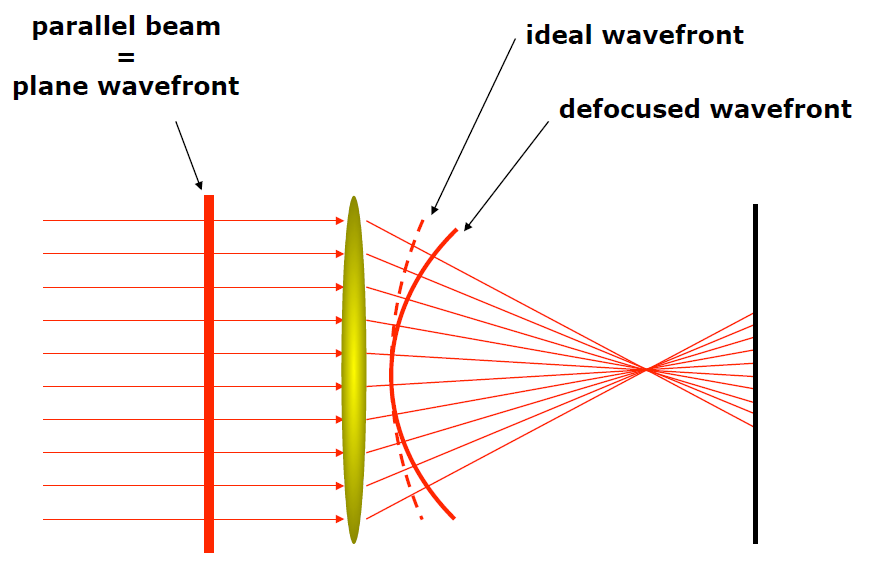 parallel beam
=
plane wavefront
ideal wavefront
defocused wavefront